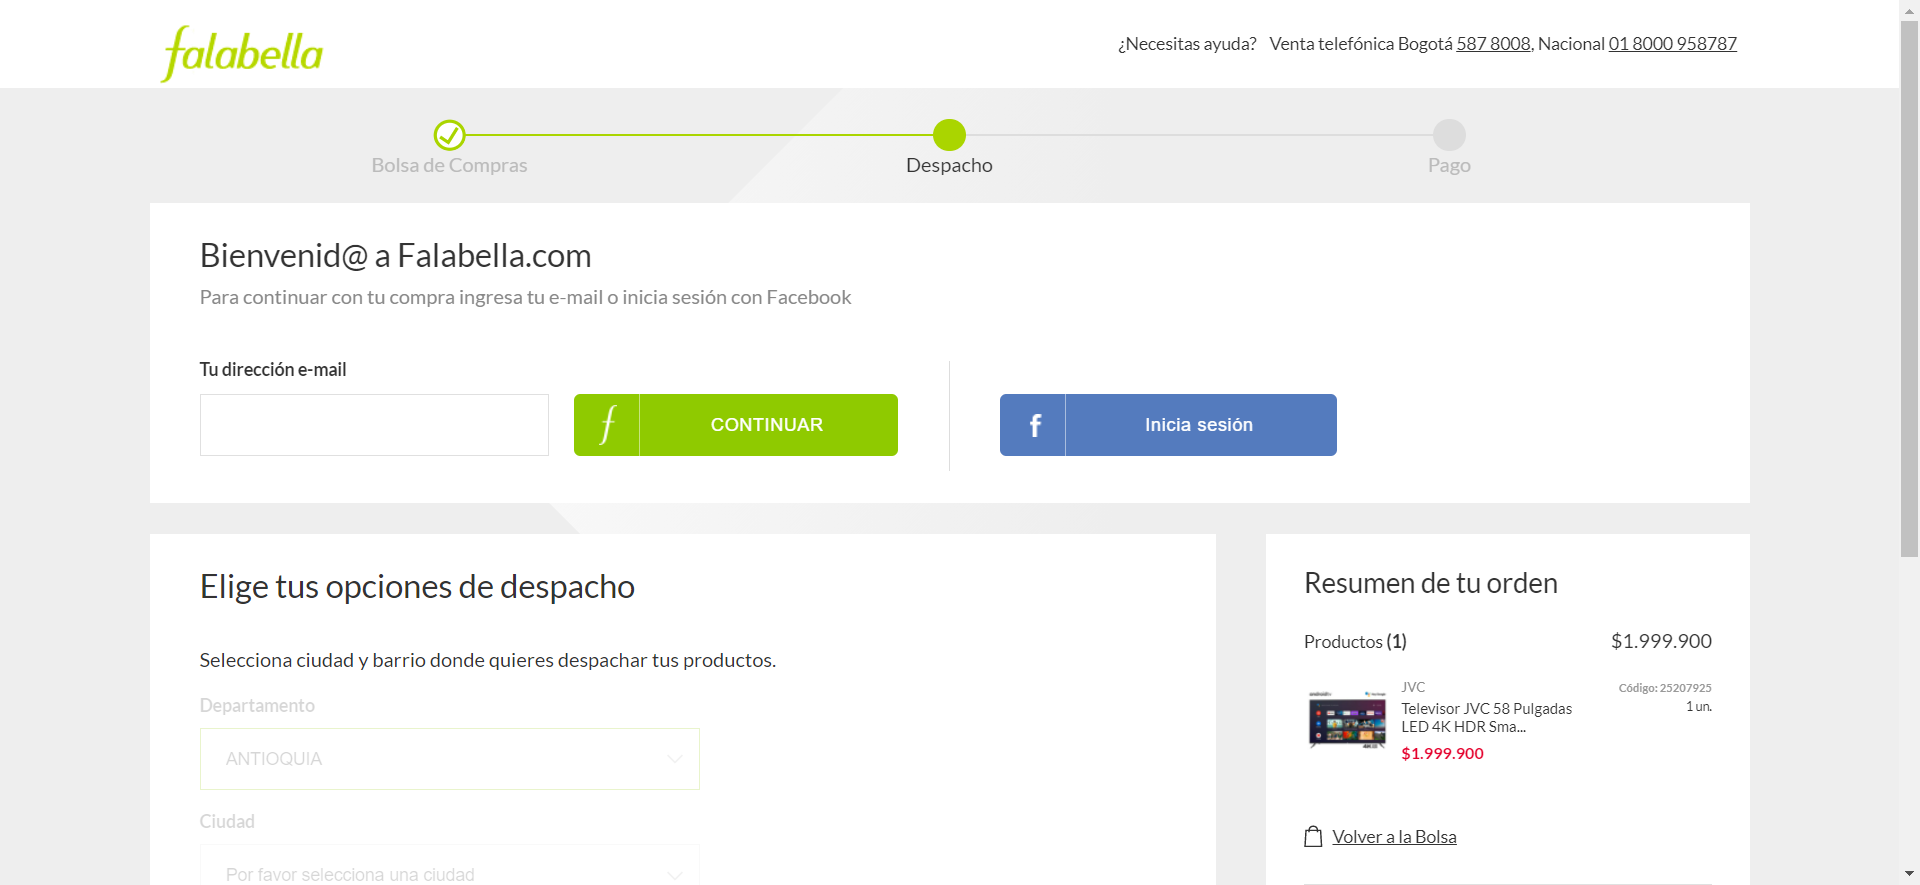 falabella
¿Necesitas ayuda? Venta telefónica Bogotá 587 8008, Nacional 01 8000 958787
Bolsa de Compras
Despacho
Pago
Bienvenid@ a Falabella.com
Para continuar con tu compra ingresa tu e-mail o inicia sesión con Facebook
Tu dirección e-mail
f CONTINUAR
f Inicia sesión
Elige tus opciones de despacho
Selecciona ciudad y barrio donde quieres despachar tus productos.
Departamento
ANTIOQUIA
Ciudad
Por favor selecciona una ciudad
Resumen de tu orden
Productos (1) $1.999.900
JVC Código: 25207925
Televisor JVC 58 Pulgadas 1 un.
LED 4K HDR Sma...
$1.999.900
Volver a la Bolsa